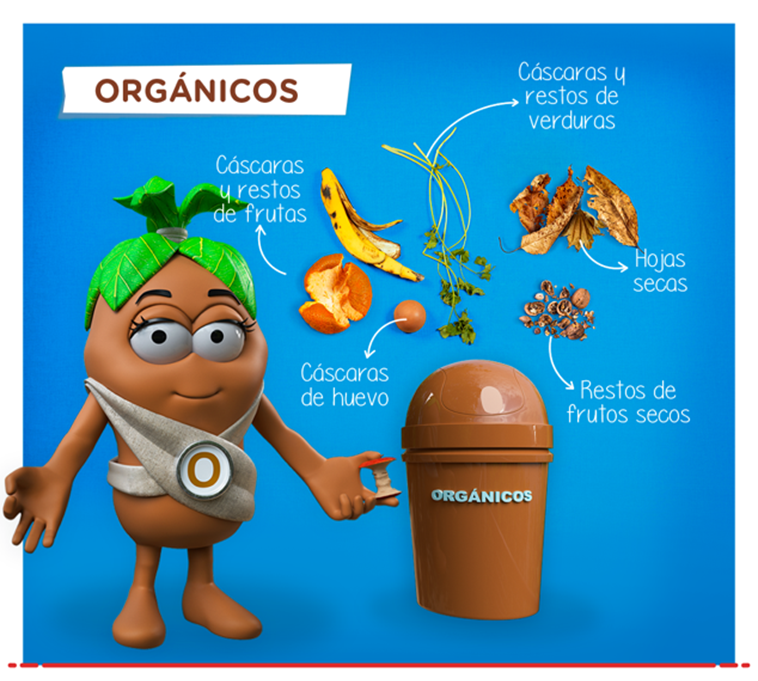 ORGÁNICOS
Cáscaras y
restos de
verduras
Cáscaras
y restos
de frutas
Hojas
secas
Cáscaras
de huevo
Restos de
frutos secos
O
ORGÁNICOS